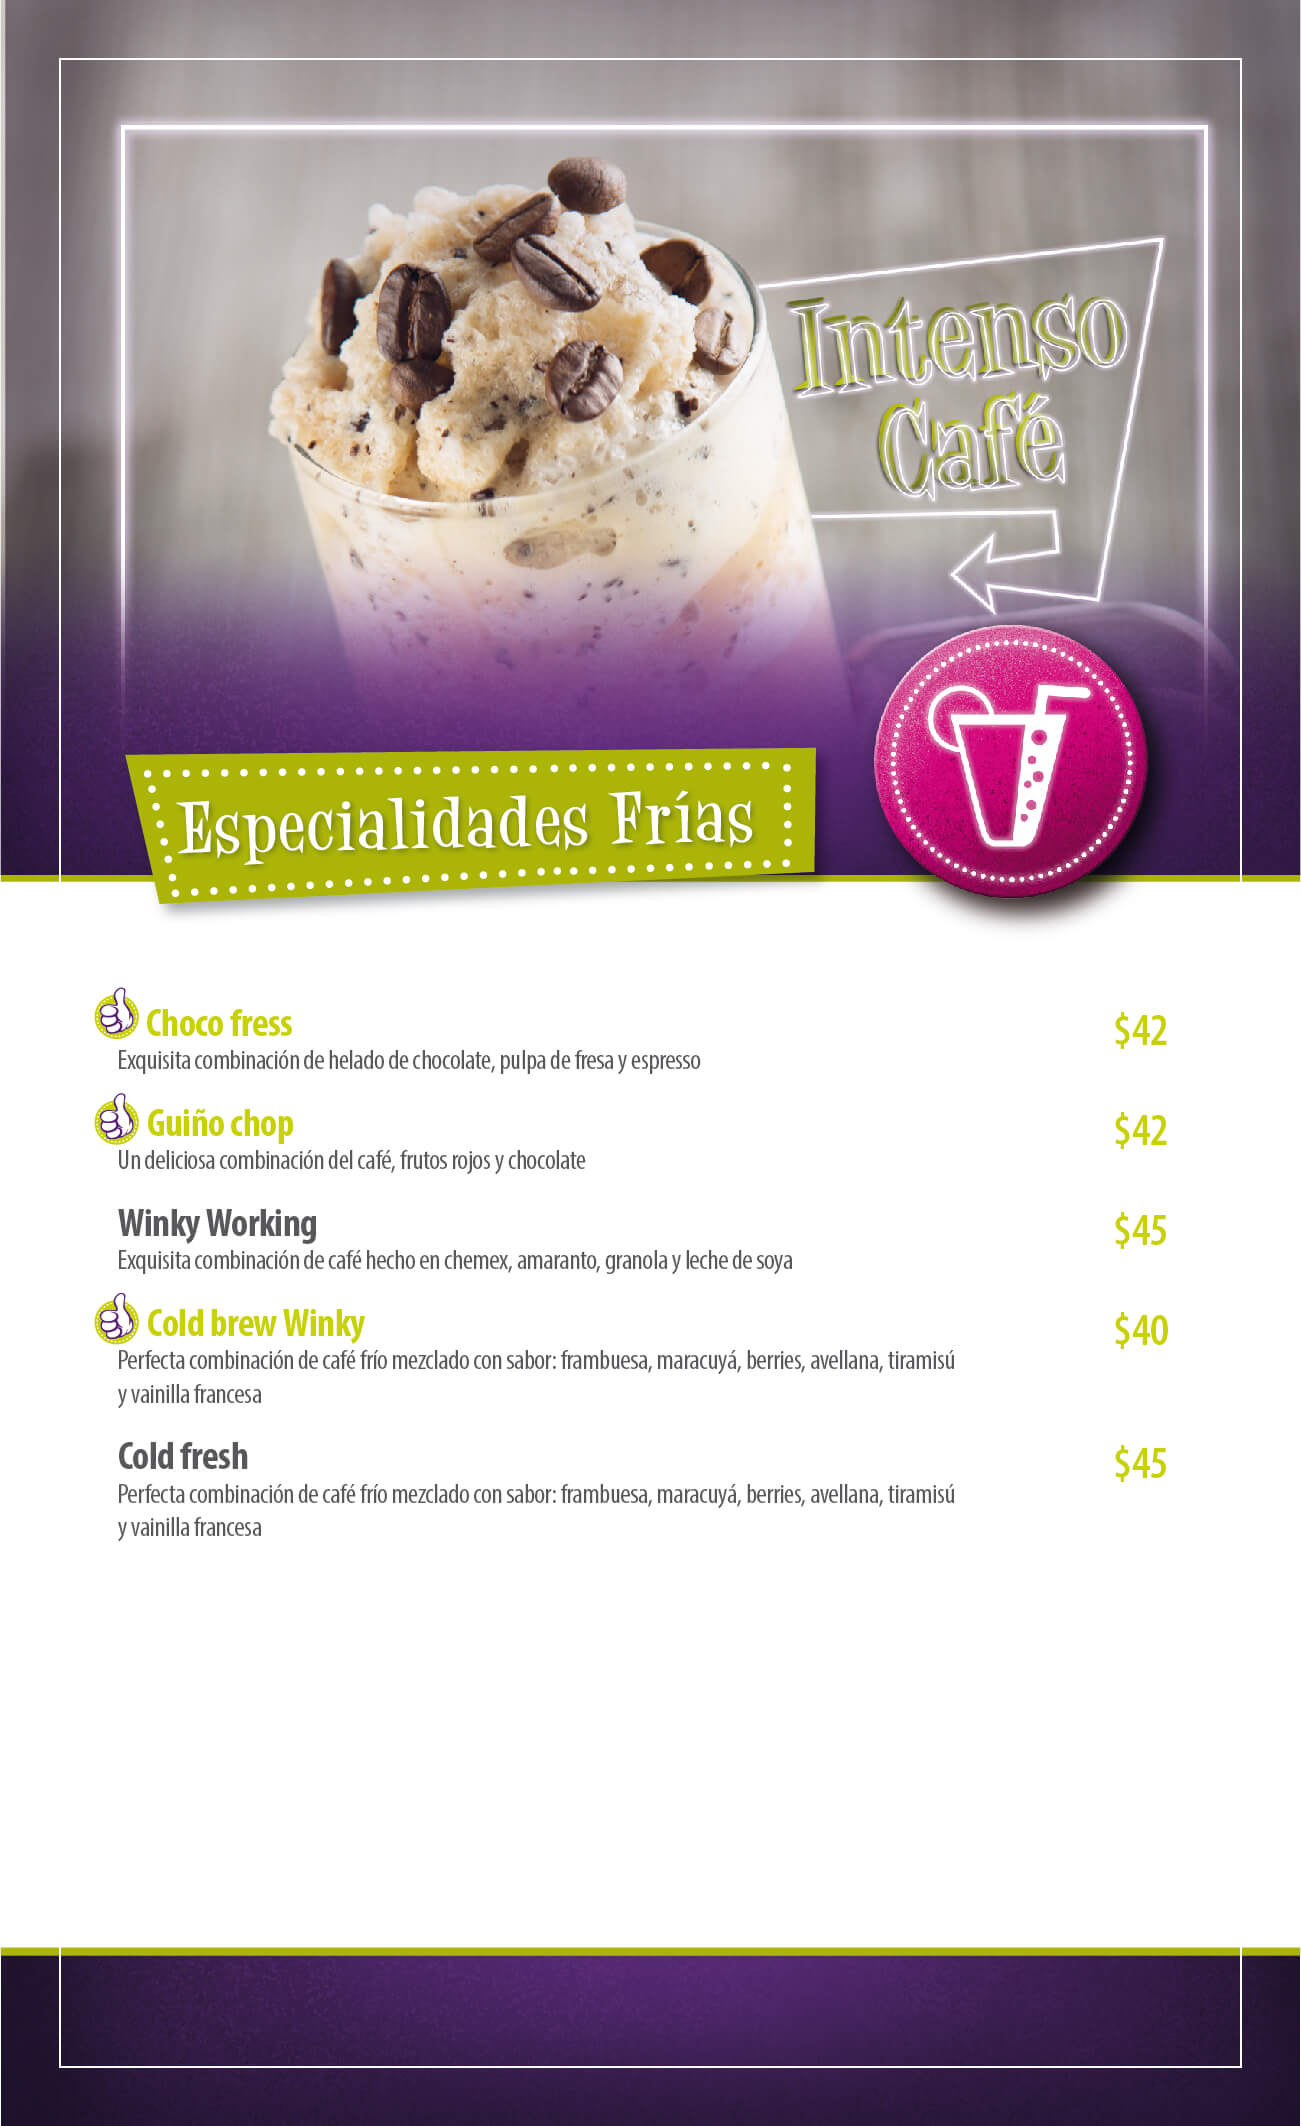 Intenso
Café
Especialidades Frías
Choco fress
$42
Exquisita combinación de helado de chocolate, pulpa de fresa y espresso
Guiño chop
$42
Un deliciosa combinación del café, frutos rojos y chocolate
Winky Working
$45
Exquisita combinación de café hecho en chemex, amaranto, granola y leche de soya
Cold brew Winky
$40
Perfecta combinación de café frío mezclado con sabor: frambuesa, maracuyá, berries, avellana, tiramisú
y vainilla francesa
Cold fresh
$45
Perfecta combinación de café frío mezclado con sabor: frambuesa, maracuyá, berries, avellana, tiramisú
y vainilla francesa